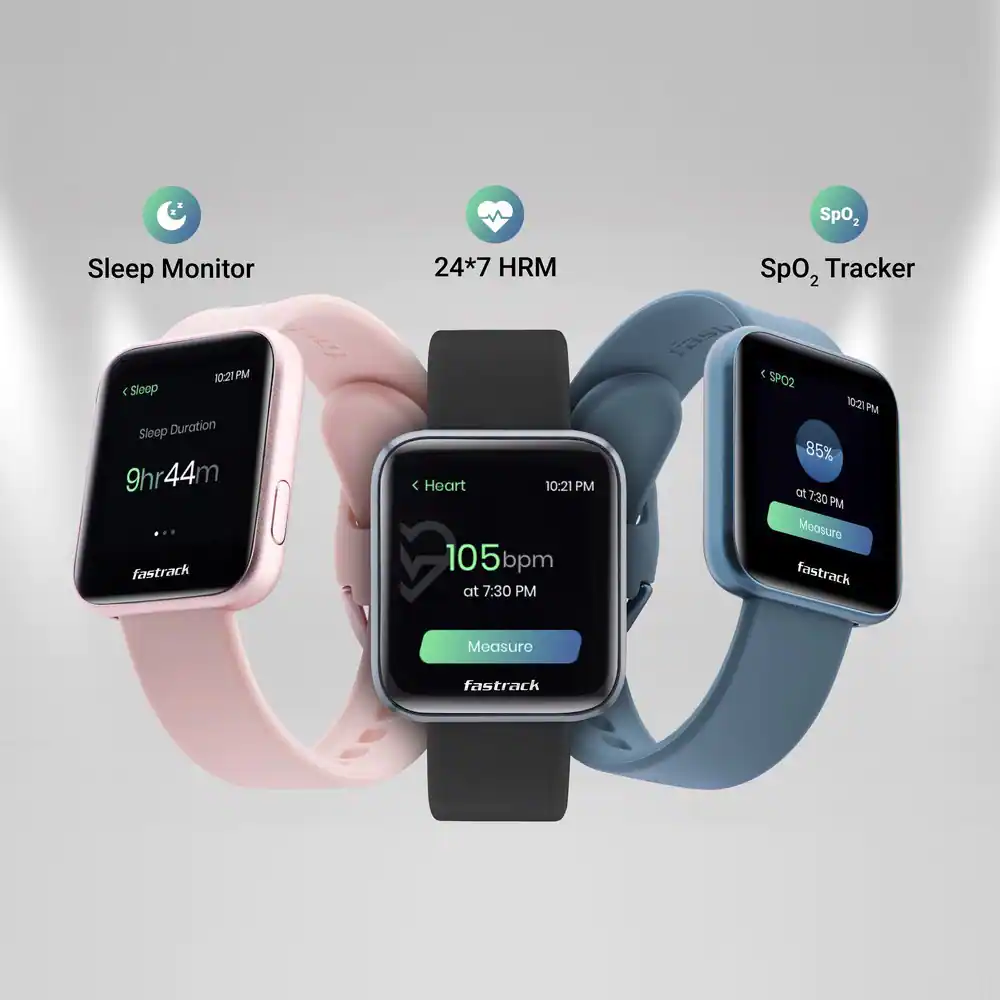 SpO2
Sleep Monitor
24*7 HRM
SpO2 Tracker
< Sleep
10:21 PM
Sleep Duration
9hr44m
fastrack
< Heart
10:21 PM
105bpm
at 7:30 PM
Measure
fastrack
< SPO2
10:21 PM
85%
at 7:30 PM
Measure
fastrack